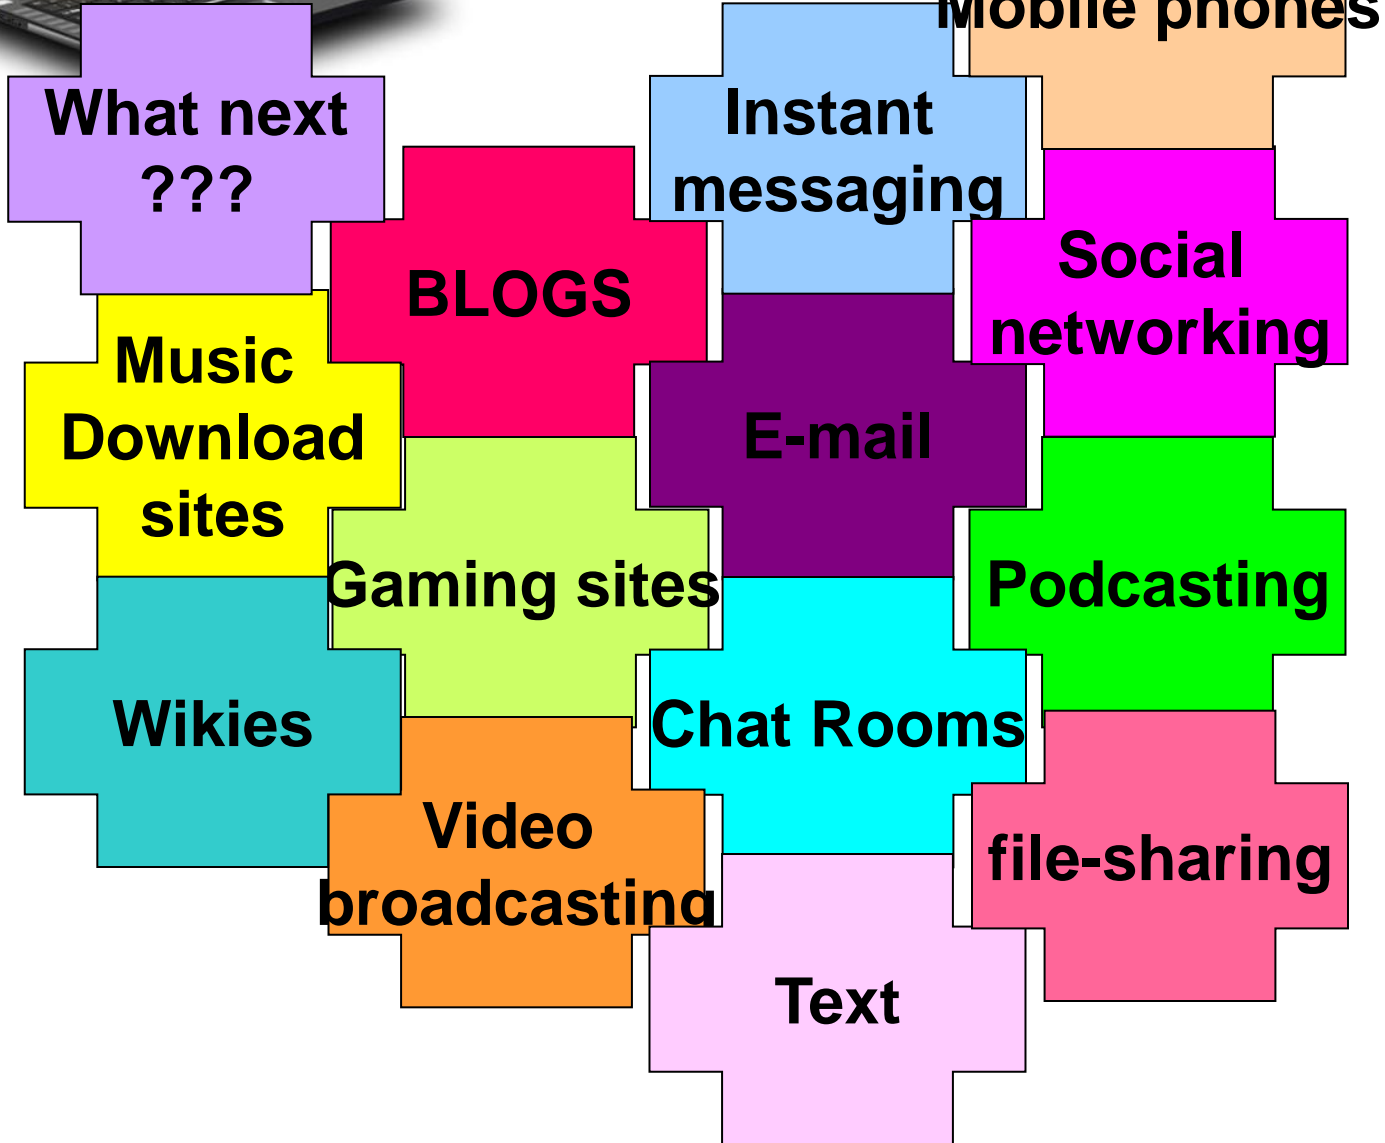 Mobile phones
What next
???
Instant
messaging
BLOGS
Social
networking
Music
Download
sites
E-mail
Gaming sites
Podcasting
Wikies
Chat Rooms
Video
broadcasting
file-sharing
Text